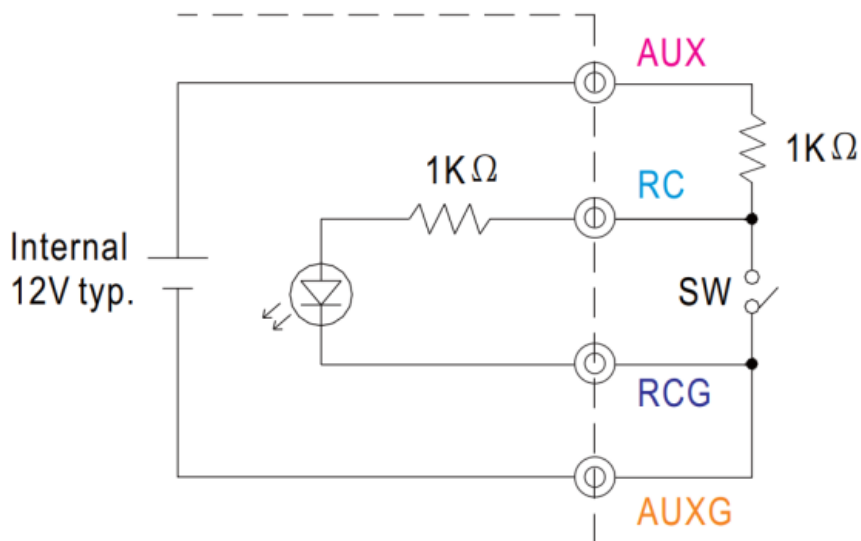 AUX
1KΩ
1KΩ
RC
Internal
12V typ.
SW
RCG
AUXG